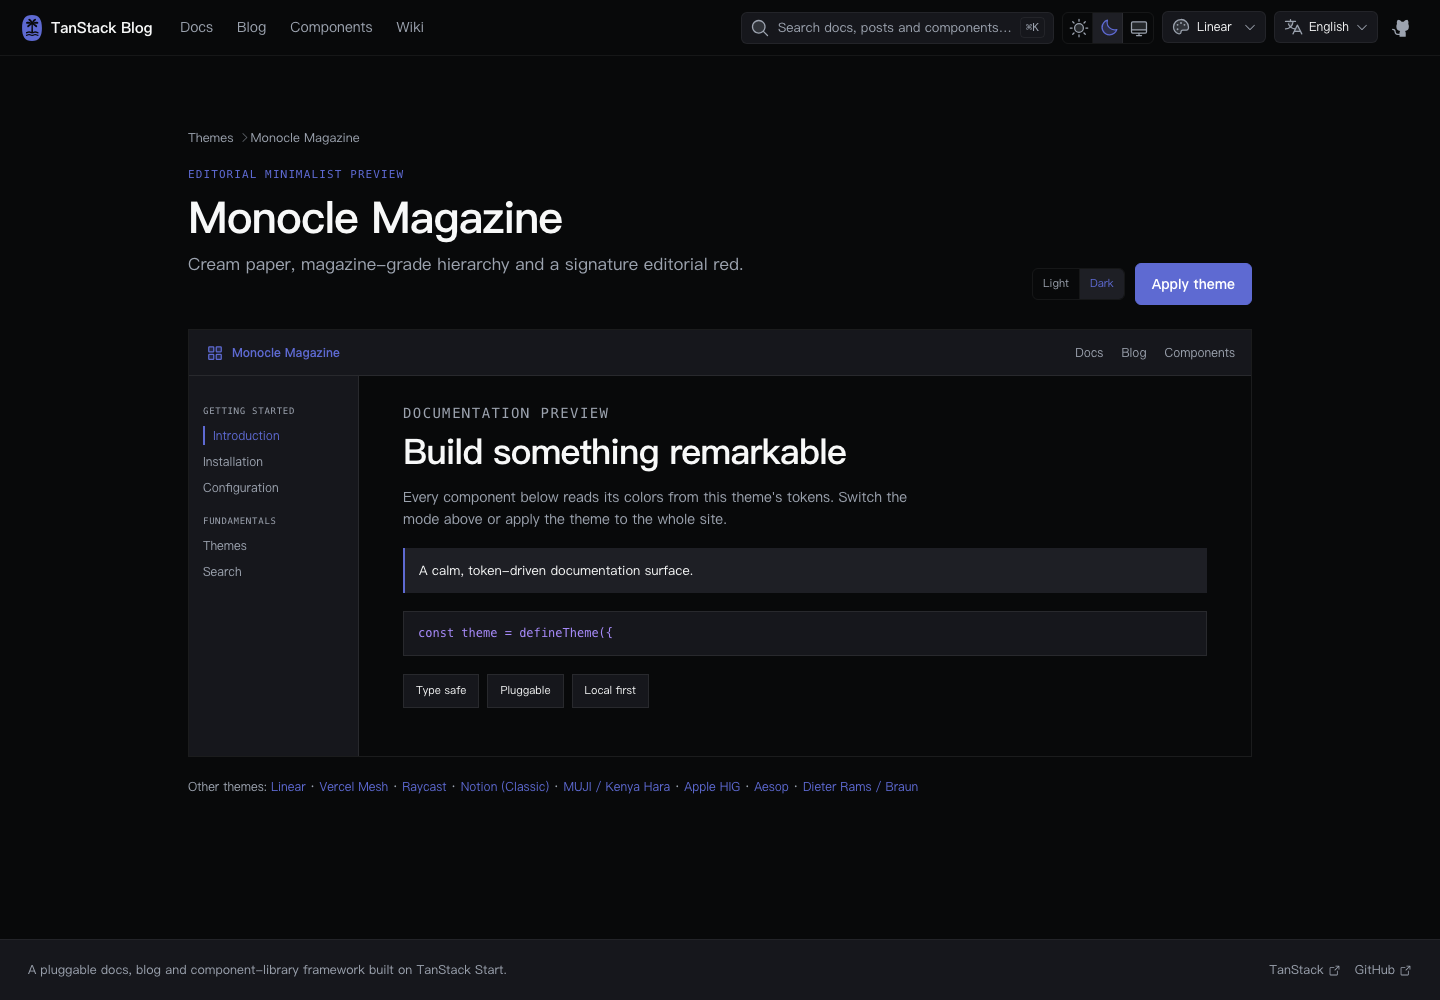 TanStack Blog Docs Blog Components Wiki Search docs, posts and components... ⌘K Linear English
Themes > Monocle Magazine
EDITORIAL MINIMALIST PREVIEW
Monocle Magazine
Cream paper, magazine-grade hierarchy and a signature editorial red.
Light Dark Apply theme
Monocle Magazine Docs Blog Components
GETTING STARTED
Introduction
Installation
Configuration
FUNDAMENTALS
Themes
Search
DOCUMENTATION PREVIEW
Build something remarkable
Every component below reads its colors from this theme's tokens. Switch the
mode above or apply the theme to the whole site.
A calm, token-driven documentation surface.
const theme = defineTheme({
Type safe Pluggable Local first
Other themes: Linear · Vercel Mesh · Raycast · Notion (Classic) · MUJI / Kenya Hara · Apple HIG · Aesop · Dieter Rams / Braun
A pluggable docs, blog and component-library framework built on TanStack Start. TanStack GitHub